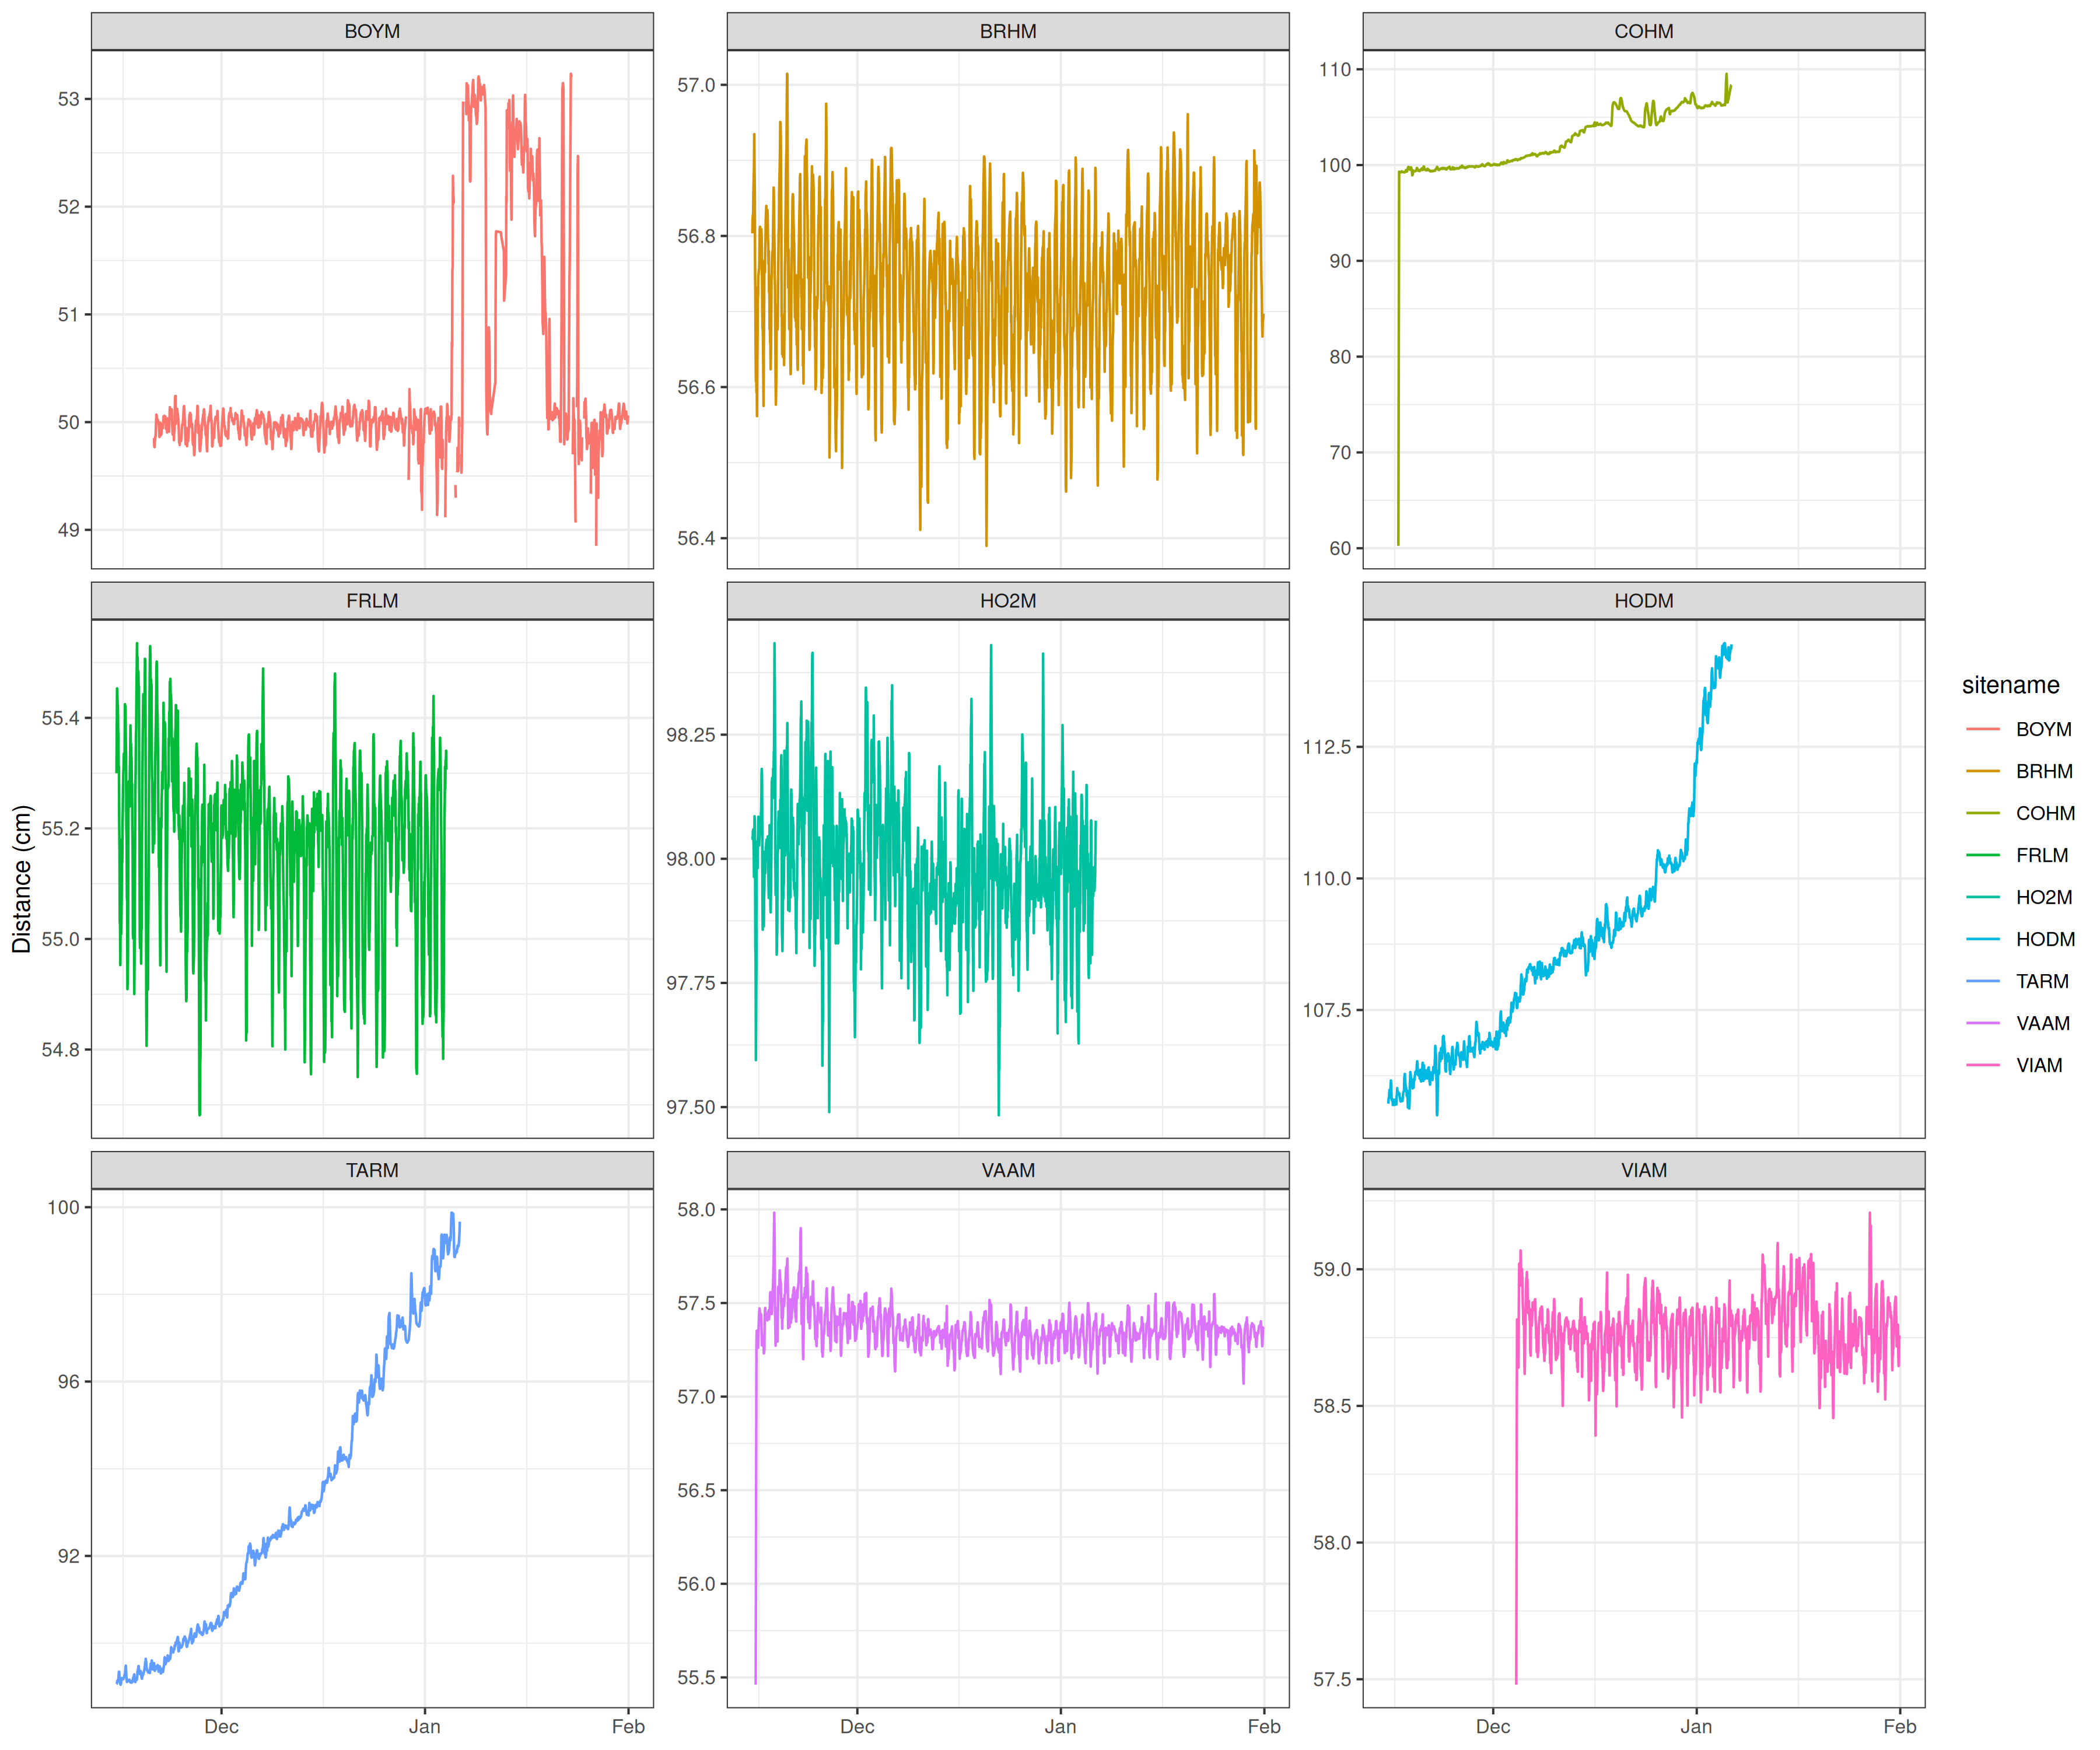 BOYM
BRHM
COHM
53
52
51
50
49
57.0
56.8
56.6
56.4
110
100
90
80
70
60
FRLM
HO2M
HODM
55.4
55.2
55.0
54.8
98.25
98.00
97.75
97.50
112.5
110.0
107.5
TARM
VAAM
VIAM
100
96
92
58.0
57.5
57.0
56.5
56.0
55.5
59.0
58.5
58.0
57.5
Dec Jan Feb
Dec Jan Feb
Dec Jan Feb
Distance (cm)
sitename
BOYM
BRHM
COHM
FRLM
HO2M
HODM
TARM
VAAM
VIAM